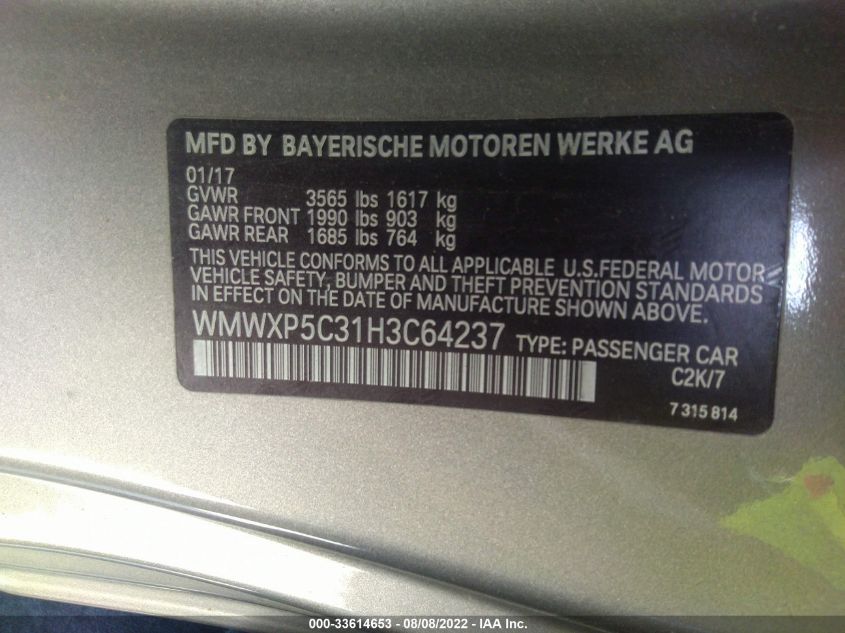 MFD BY BAYERISCHE MOTOREN WERKE AG
01/17
GVWR 3565 lbs 1617 kg
GAWR FRONT 1990 lbs 903 kg
GAWR REAR 1685 lbs 764 kg
THIS VEHICLE CONFORMS TO ALL APPLICABLE U.S.FEDERAL MOTOR
VEHICLE SAFETY, BUMPER AND THEFT PREVENTION STANDARDS
IN EFFECT ON THE DATE OF MANUFACTURE SHOWN ABOVE.
WMWXP5C31H3C64237 TYPE: PASSENGER CAR
C2K/7
7 315 814
000-33614653 - 08/08/2022 - IAA Corp.